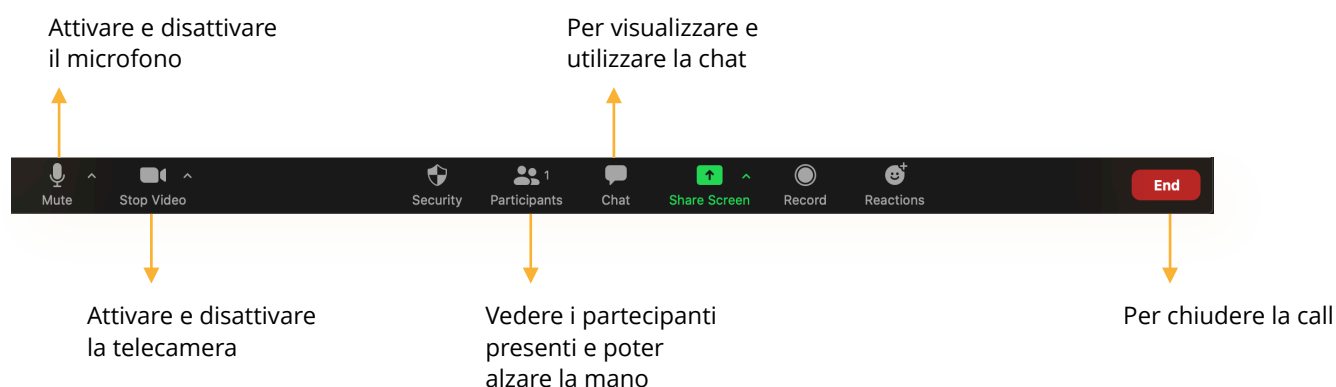 Attivare e disattivare
il microfono
Per visualizzare e
utilizzare la chat
Mute
Stop Video
Security
1
Participants
Chat
Share Screen
Record
Reactions
End
Attivare e disattivare
la telecamera
Vedere i partecipanti
presenti e poter
alzare la mano
Per chiudere la call